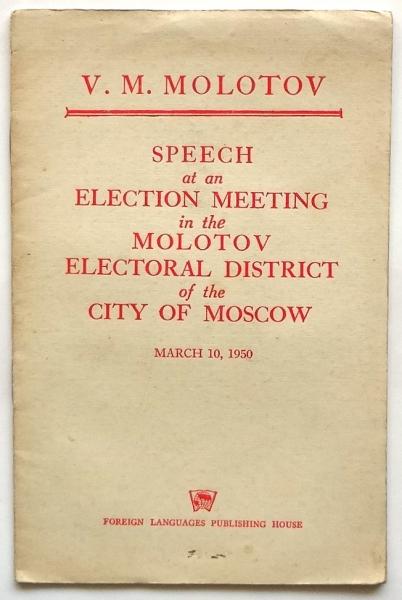 V. M. MOLOTOV
SPEECH
at an
ELECTION MEETING
in the
MOLOTOV
ELECTORAL DISTRICT
of the
CITY OF MOSCOW
MARCH 10, 1950
FOREIGN LANGUAGES PUBLISHING HOUSE